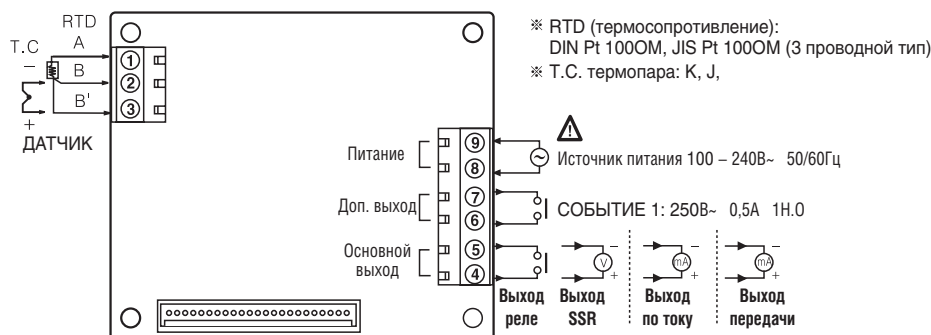 RTD
※ RTD (термосопротивление):
DIN Pt 100OM, JIS Pt 100OM (3 проводной тип)
※ Т.С. термопара: K, J,
T.C
A
B
B'
−
+
ДАТЧИК
1
2
3
Питание
9
8
Источник питания 100 – 240В~ 50/60Гц
Доп. выход
7
6
СОБЫТИЕ 1: 250В~ 0,5А 1Н.О
Основной
выход
5
4
− − −
V mA mA
+ + +
Выход реле
Выход SSR
Выход по току
Выход передачи